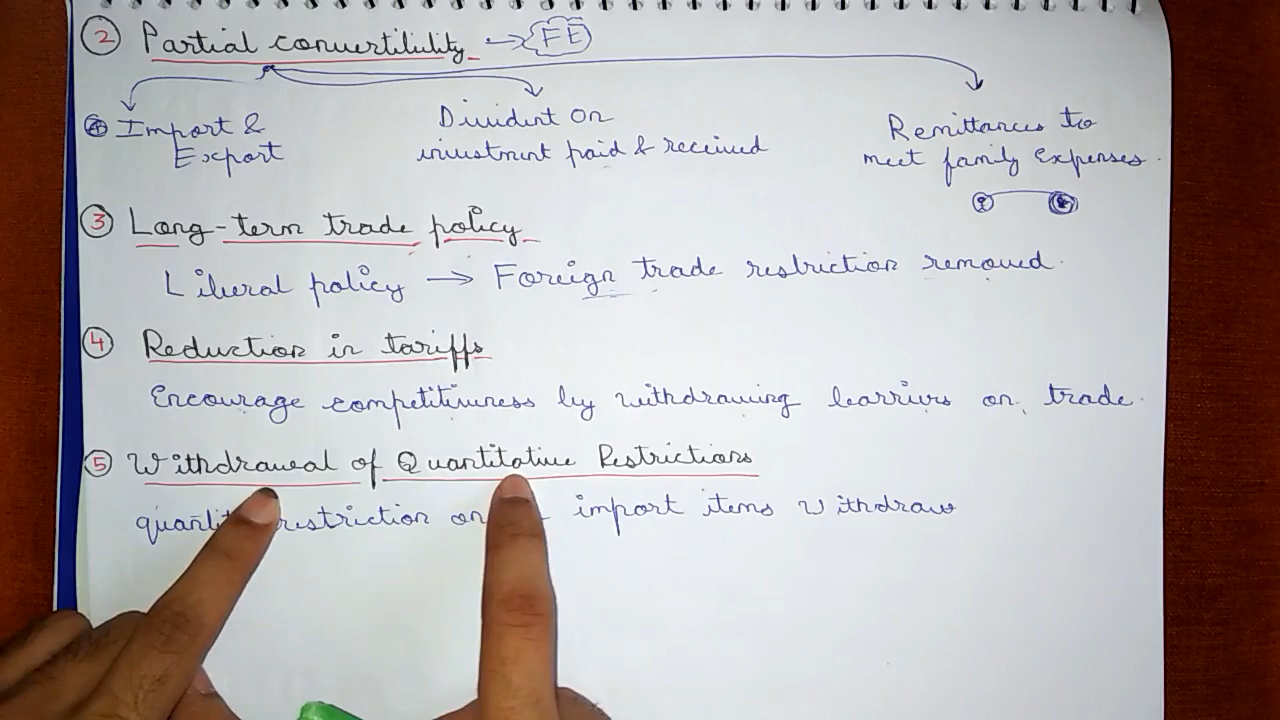 ② Partial convertibility → FE
Import &
Export
Divident on
investment paid & received
Remittances to
meet family expenses.
③ Long-term trade policy
Liberal policy → Foreign trade restriction removed.
④ Reduction in tariffs
Encourage competitiveness by withdrawing barriers on trade.
⑤ Withdrawal of Quantitative Restrictions
restriction on import items withdraw